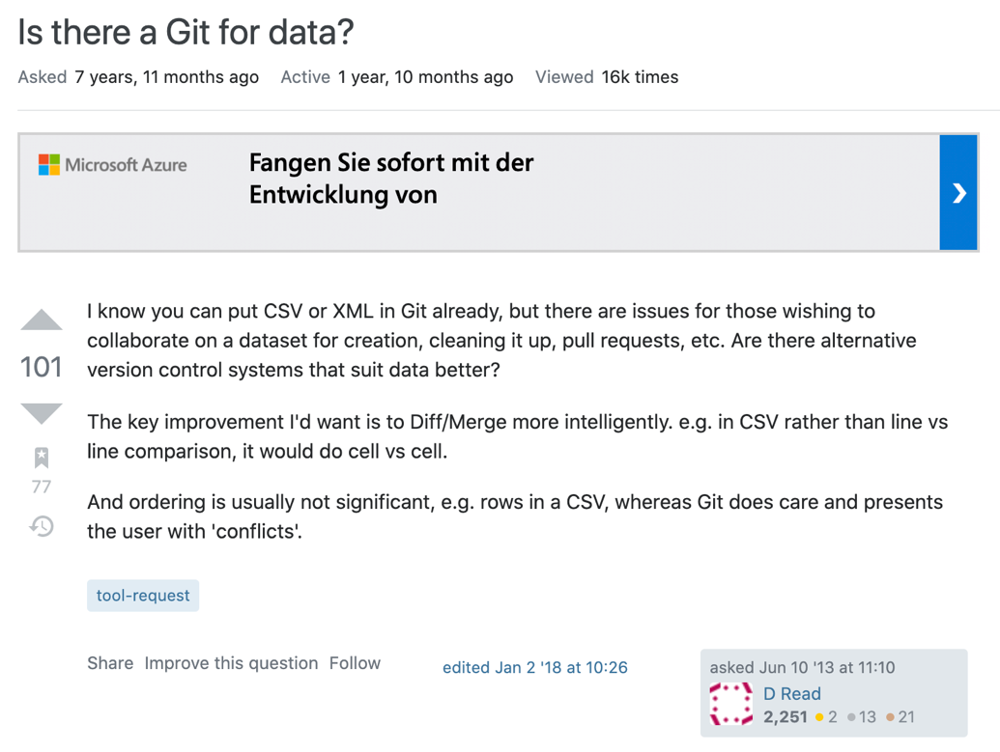 Is there a Git for data?
Asked 7 years, 11 months ago Active 1 year, 10 months ago Viewed 16k times
Microsoft Azure
Fangen Sie sofort mit der
Entwicklung von
101
77
I know you can put CSV or XML in Git already, but there are issues for those wishing to
collaborate on a dataset for creation, cleaning it up, pull requests, etc. Are there alternative
version control systems that suit data better?
The key improvement I'd want is to Diff/Merge more intelligently. e.g. in CSV rather than line vs
line comparison, it would do cell vs cell.
And ordering is usually not significant, e.g. rows in a CSV, whereas Git does care and presents
the user with 'conflicts'.
tool-request
Share Improve this question Follow
edited Jan 2 '18 at 10:26
asked Jun 10 '13 at 11:10
D Read
2,251 2 13 21